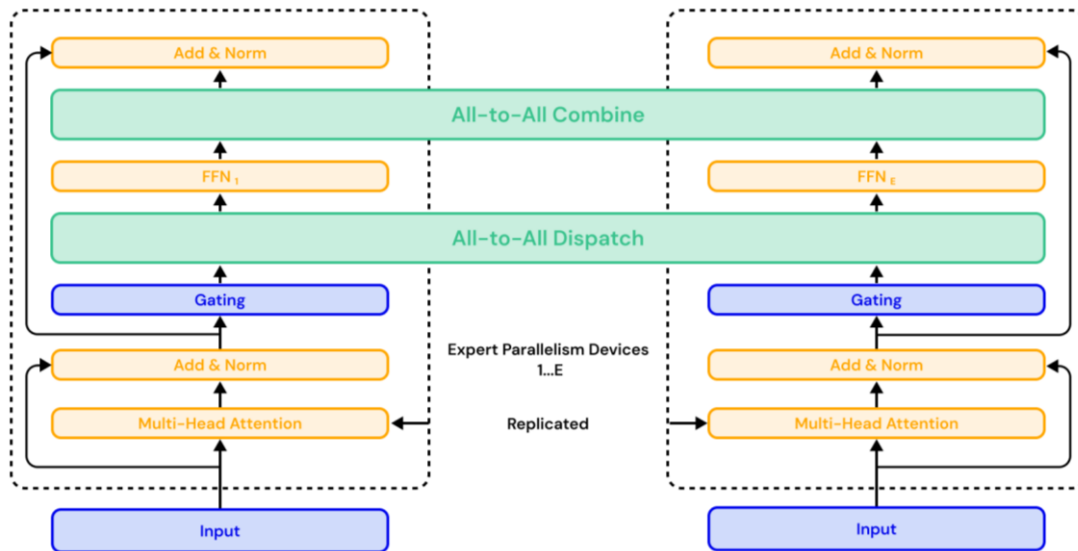 Add & Norm
Add & Norm
All-to-All Combine
FFN 1
FFN E
All-to-All Dispatch
Gating
Gating
Expert Parallelism Devices
1...E
Add & Norm
Add & Norm
Multi-Head Attention
Replicated
Multi-Head Attention
Input
Input